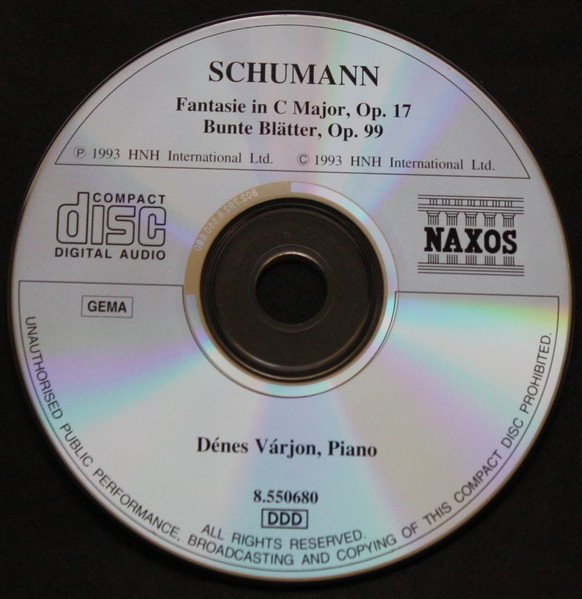 SCHUMANN
Fantasie in C Major, Op. 17
Bunte Blätter, Op. 99
℗ 1993 HNH International Ltd. © 1993 HNH International Ltd.
COMPACT
disc
DIGITAL AUDIO
NAXOS
GEMA
Dénes Várjon, Piano
8.550680
DDD
ALL RIGHTS RESERVED.
UNAUTHORISED PUBLIC PERFORMANCE, BROADCASTING AND COPYING OF THIS COMPACT DISC PROHIBITED.